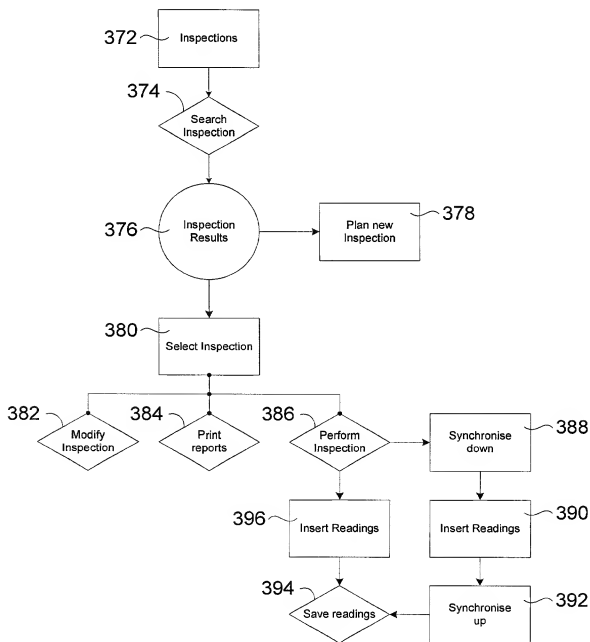 372
Inspections
374
Search
Inspection
376
Inspection
Results
Plan new
Inspection
378
380
Select Inspection
382
Modify
Inspection
384
Print
reports
386
Perform
Inspection
Synchronise
down
388
396
Insert Readings
Insert Readings
390
394
Save readings
Synchronise
up
392